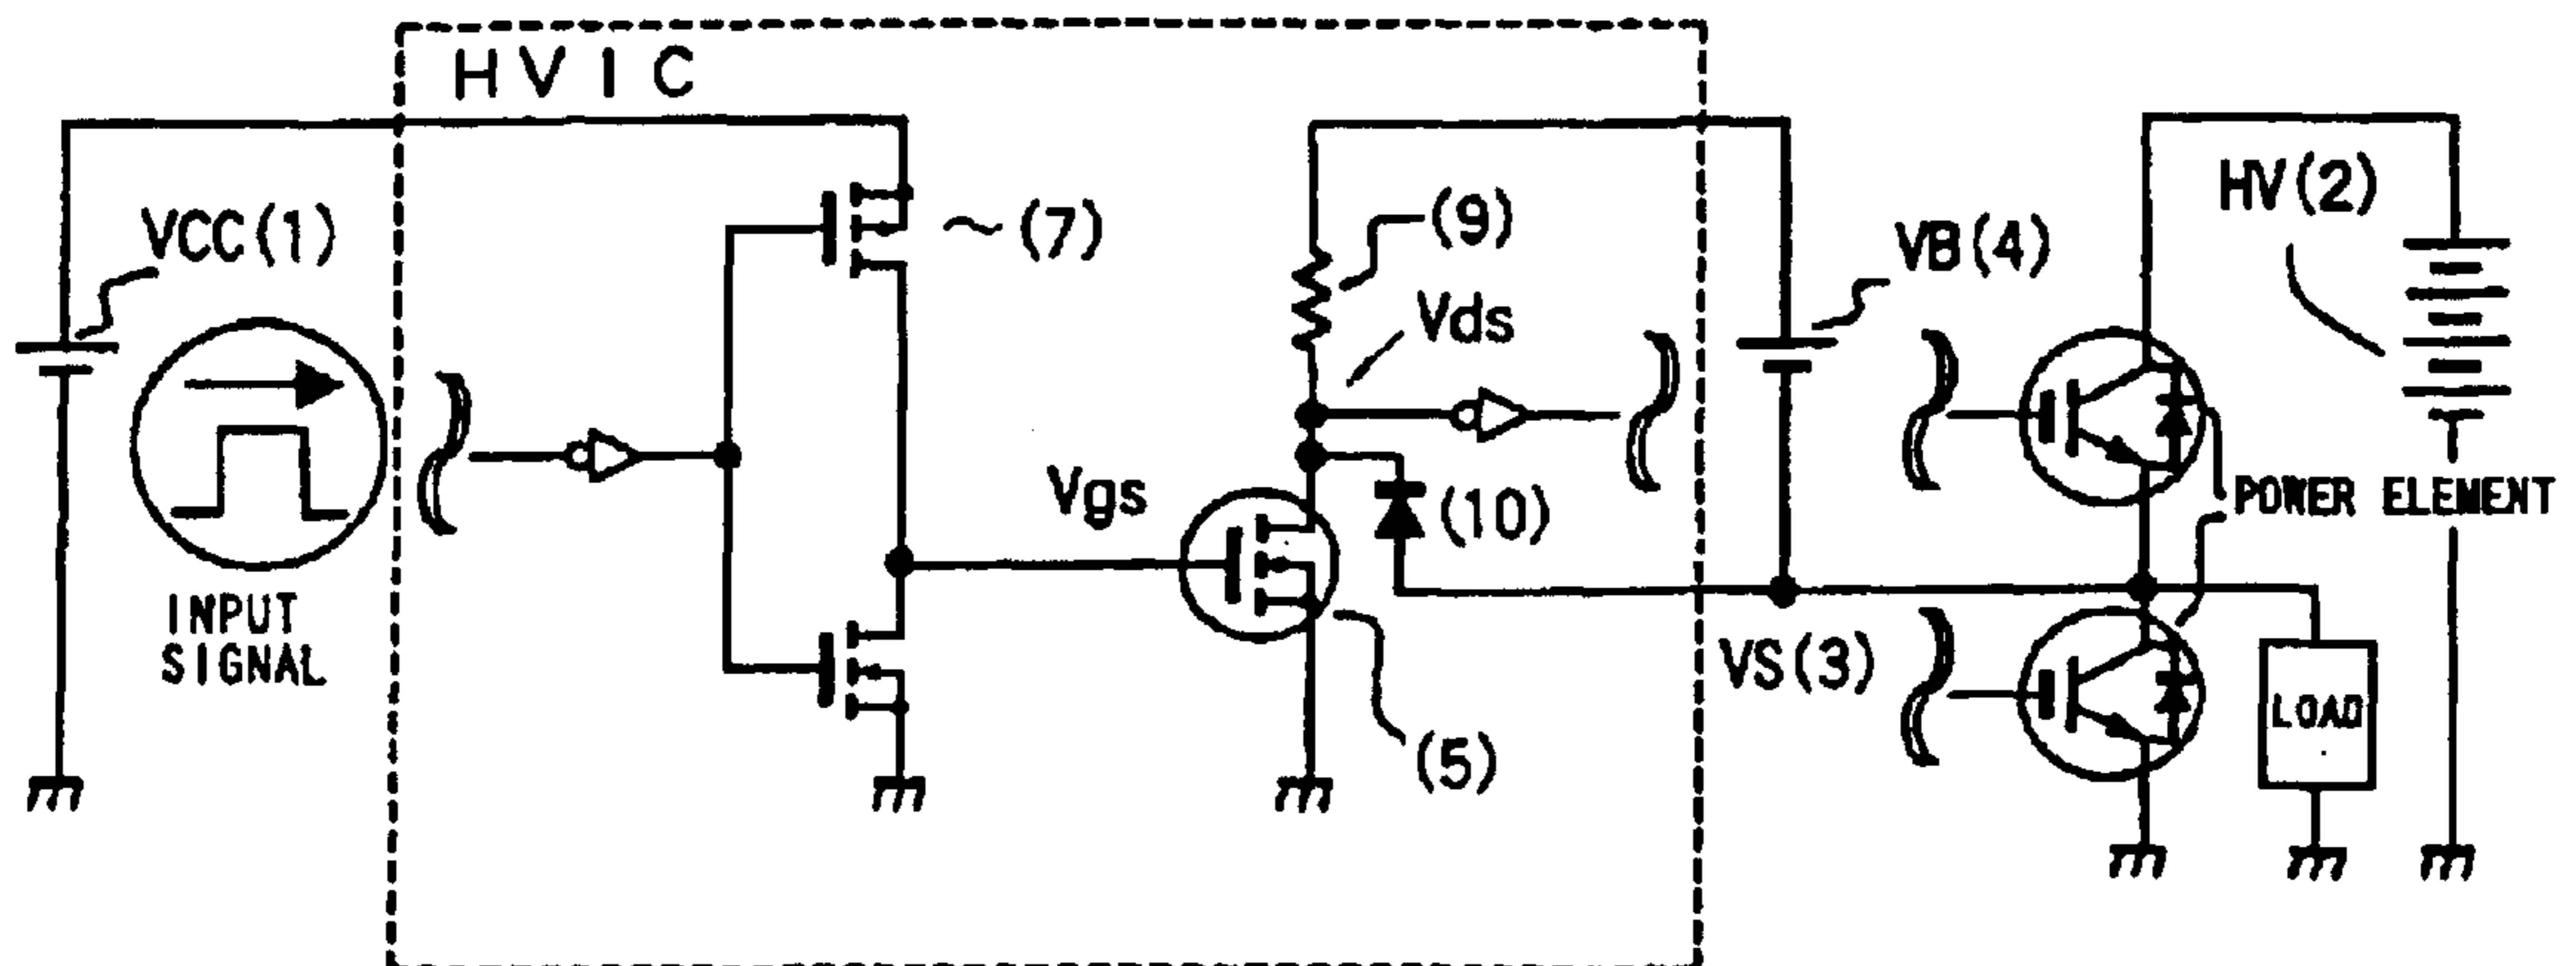 HVIC
VCC(1)
~(7)
(9)
Vds
VB(4)
HV(2)
INPUT
SIGNAL
Vgs
(10)
(5)
VS(3)
POWER ELEMENT
LOAD